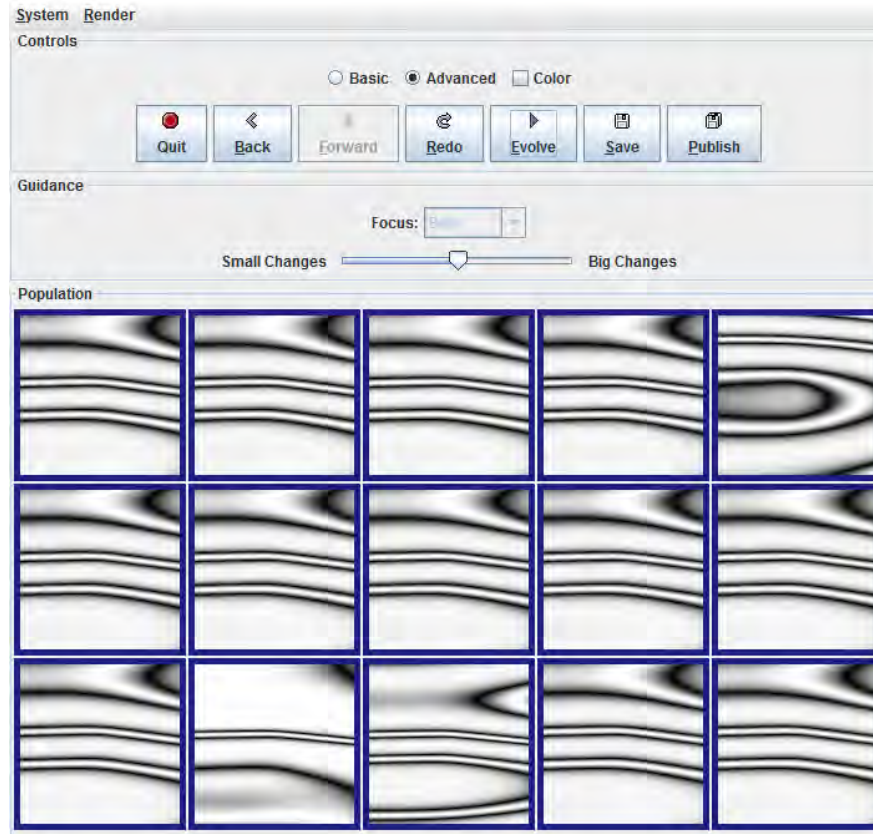 System Render
Controls
Basic Advanced Color
Quit Back Forward Redo Evolve Save Publish
Guidance
Focus:
Small Changes Big Changes
Population